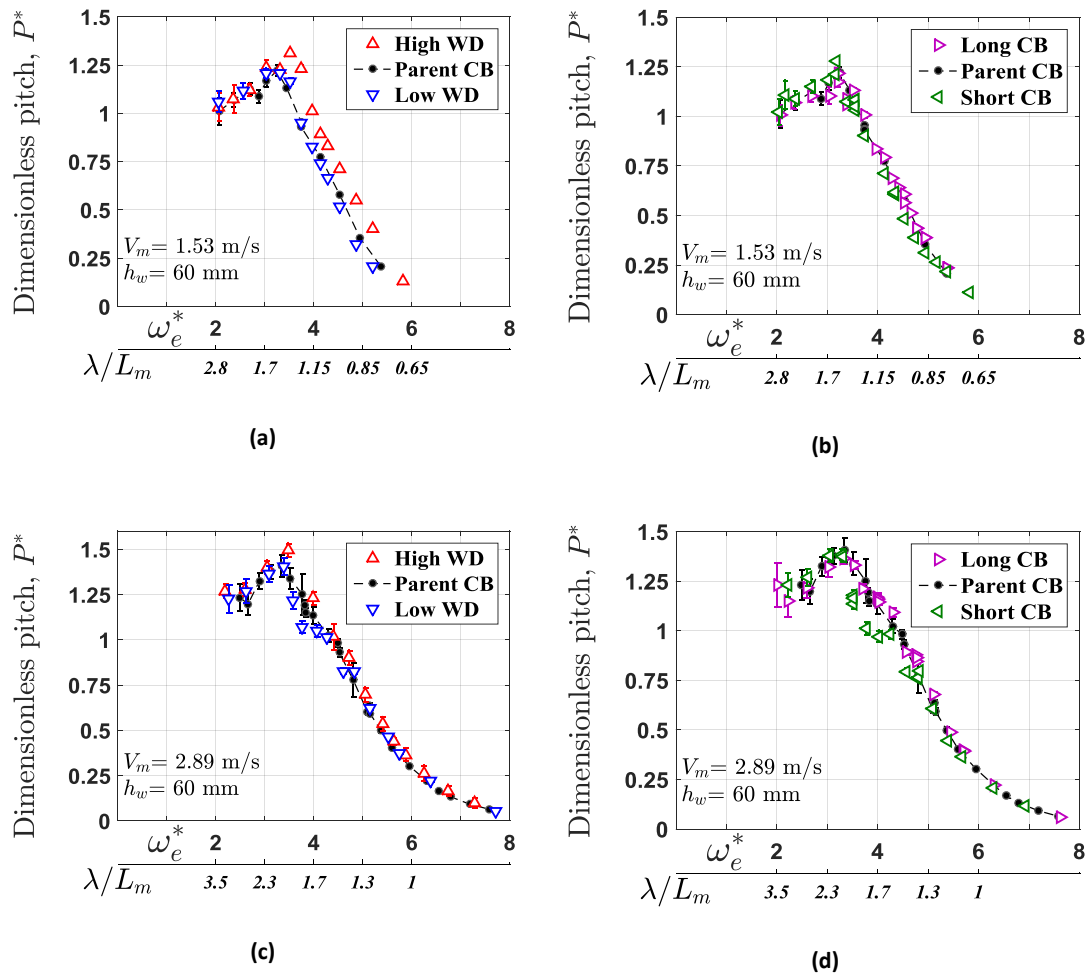 Dimensionless pitch, P*
1.5
1.25
1
0.75
0.5
0.25
0
High WD
Parent CB
Low WD
V_m= 1.53 m/s
h_w= 60 mm
ω_e* 2 4 6 8
λ/L_m 2.8 1.7 1.15 0.85 0.65
(a)
Dimensionless pitch, P*
1.5
1.25
1
0.75
0.5
0.25
0
Long CB
Parent CB
Short CB
V_m= 1.53 m/s
h_w= 60 mm
ω_e* 2 4 6 8
λ/L_m 2.8 1.7 1.15 0.85 0.65
(b)
Dimensionless pitch, P*
1.5
1.25
1
0.75
0.5
0.25
0
High WD
Parent CB
Low WD
V_m= 2.89 m/s
h_w= 60 mm
ω_e* 2 4 6 8
λ/L_m 3.5 2.3 1.7 1.3 1
(c)
Dimensionless pitch, P*
1.5
1.25
1
0.75
0.5
0.25
0
Long CB
Parent CB
Short CB
V_m= 2.89 m/s
h_w= 60 mm
ω_e* 2 4 6 8
λ/L_m 3.5 2.3 1.7 1.3 1
(d)